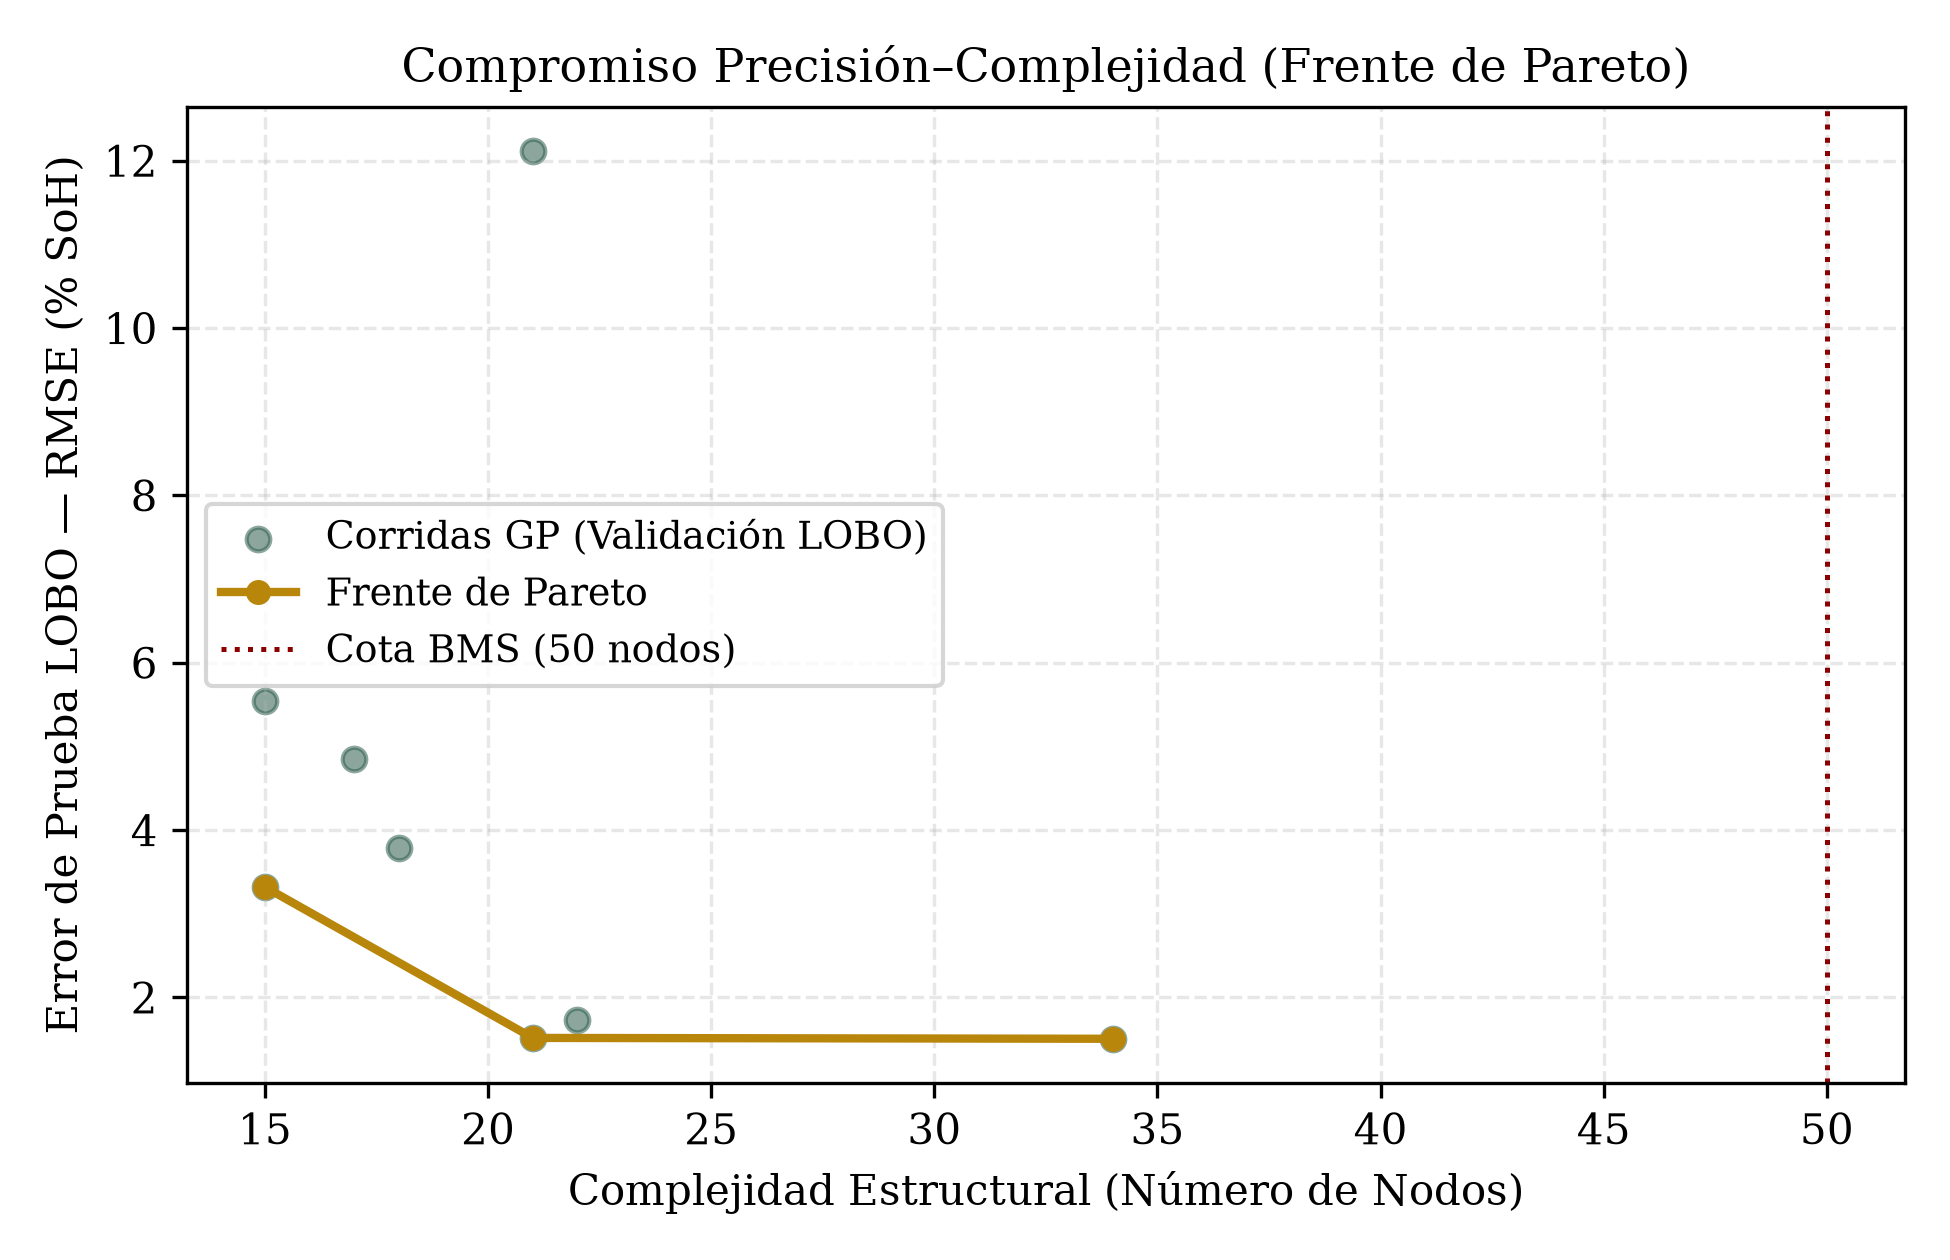 Compromiso Precisión–Complejidad (Frente de Pareto)
Error de Prueba LOBO — RMSE (% SoH)
12
10
8
6
4
2
Corridas GP (Validación LOBO)
Frente de Pareto
Cota BMS (50 nodos)
15 20 25 30 35 40 45 50
Complejidad Estructural (Número de Nodos)